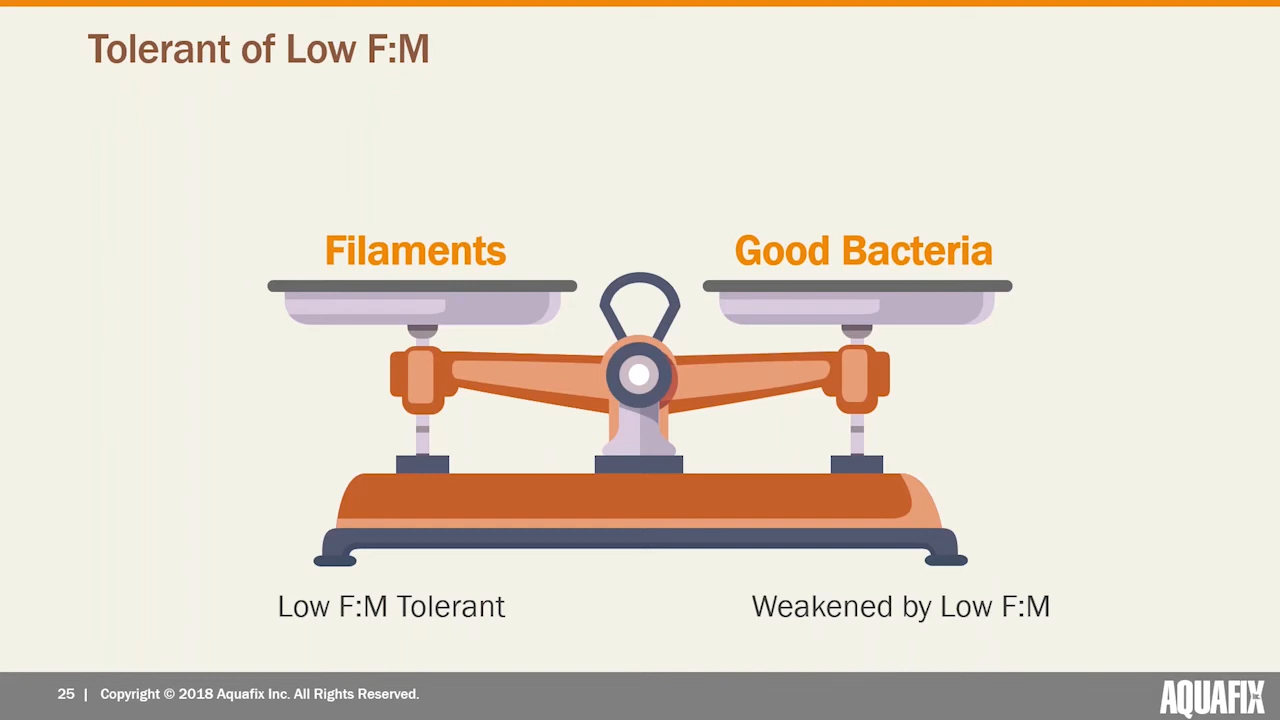 Tolerant of Low F:M
Filaments
Good Bacteria
Low F:M Tolerant
Weakened by Low F:M
25 | Copyright © 2018 Aquafix Inc. All Rights Reserved.
AQUAFIX INC.